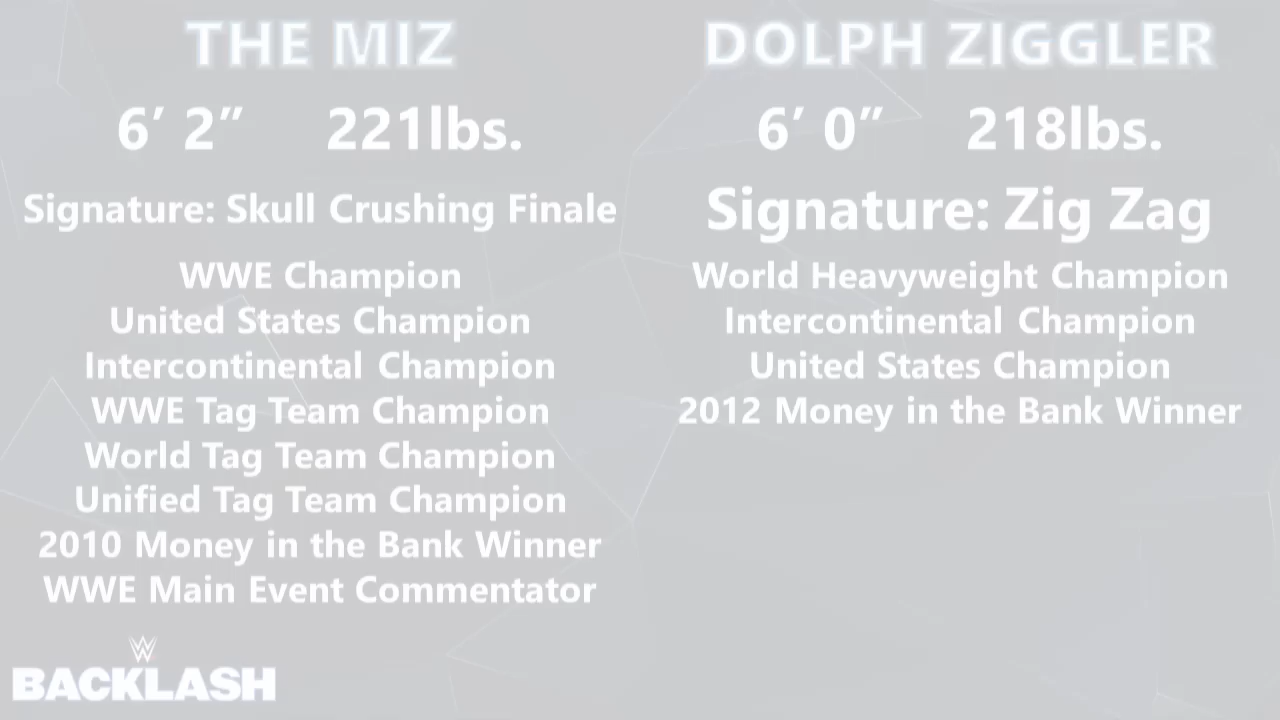 THE MIZ
6’ 2” 221lbs.
Signature: Skull Crushing Finale
WWE Champion
United States Champion
Intercontinental Champion
WWE Tag Team Champion
World Tag Team Champion
Unified Tag Team Champion
2010 Money in the Bank Winner
WWE Main Event Commentator
DOLPH ZIGGLER
6’ 0” 218lbs.
Signature: Zig Zag
World Heavyweight Champion
Intercontinental Champion
United States Champion
2012 Money in the Bank Winner
W
BACKLASH